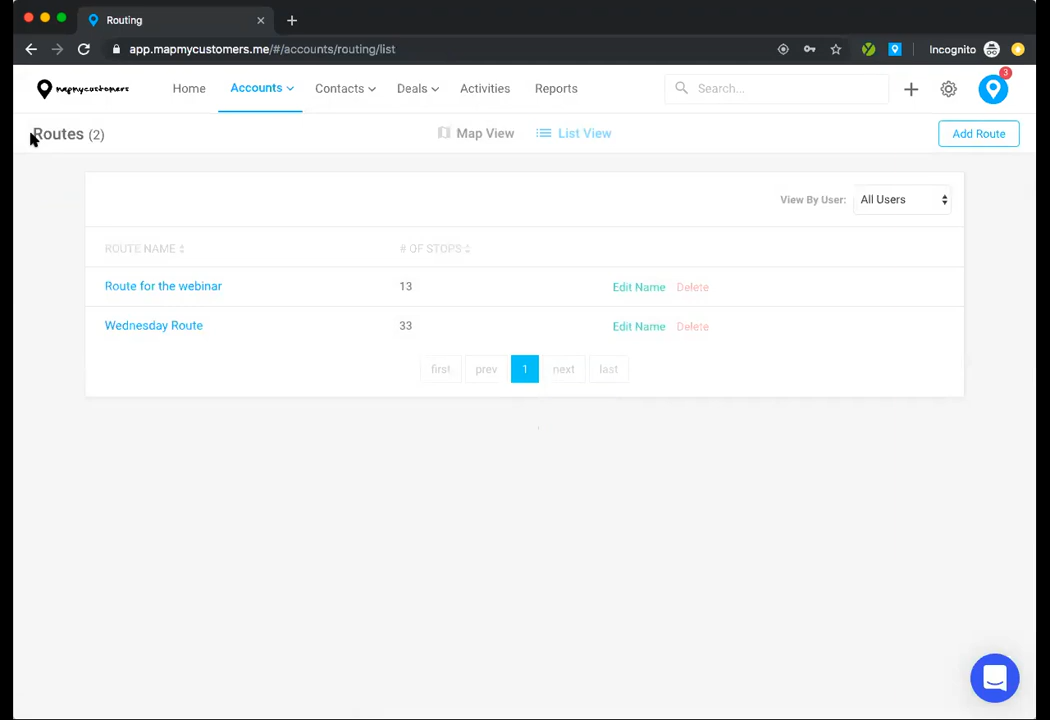 Routing
app.mapmycustomers.me/#/accounts/routing/list
Incognito
mapmycustomers
Home
Accounts
Contacts
Deals
Activities
Reports
Search...
3
Routes (2)
Map View
List View
Add Route
View By User: All Users
ROUTE NAME # OF STOPS
Route for the webinar 13 Edit Name Delete
Wednesday Route 33 Edit Name Delete
first prev 1 next last